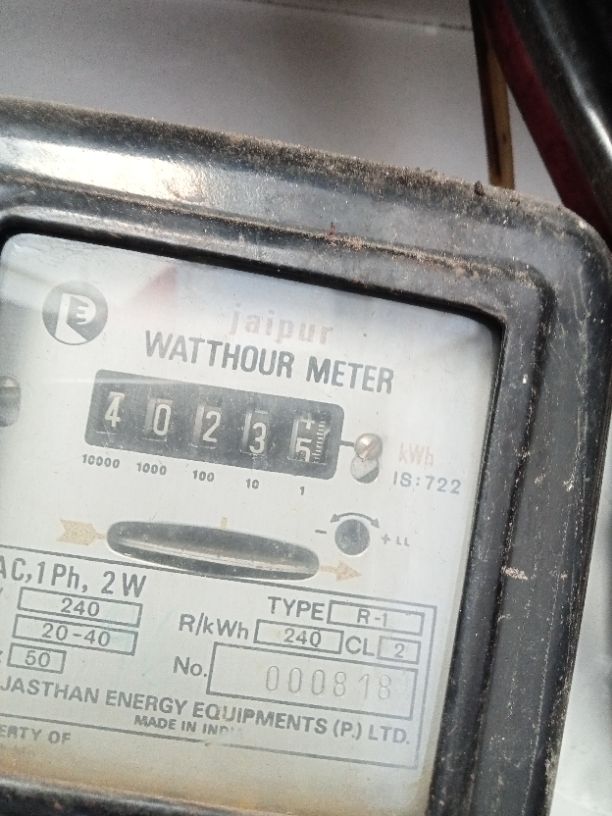 jaipur
WATTHOUR METER
4 0 2 3 5
10000 1000 100 10 1
kWh
IS:722
- + LL
AC, 1Ph, 2W
240
20-40
50
TYPE R-1
R/kWh 240 CL 2
No. 000818
JASTHAN ENERGY EQUIPMENTS (P.) LTD.
MADE IN
ERTY OF